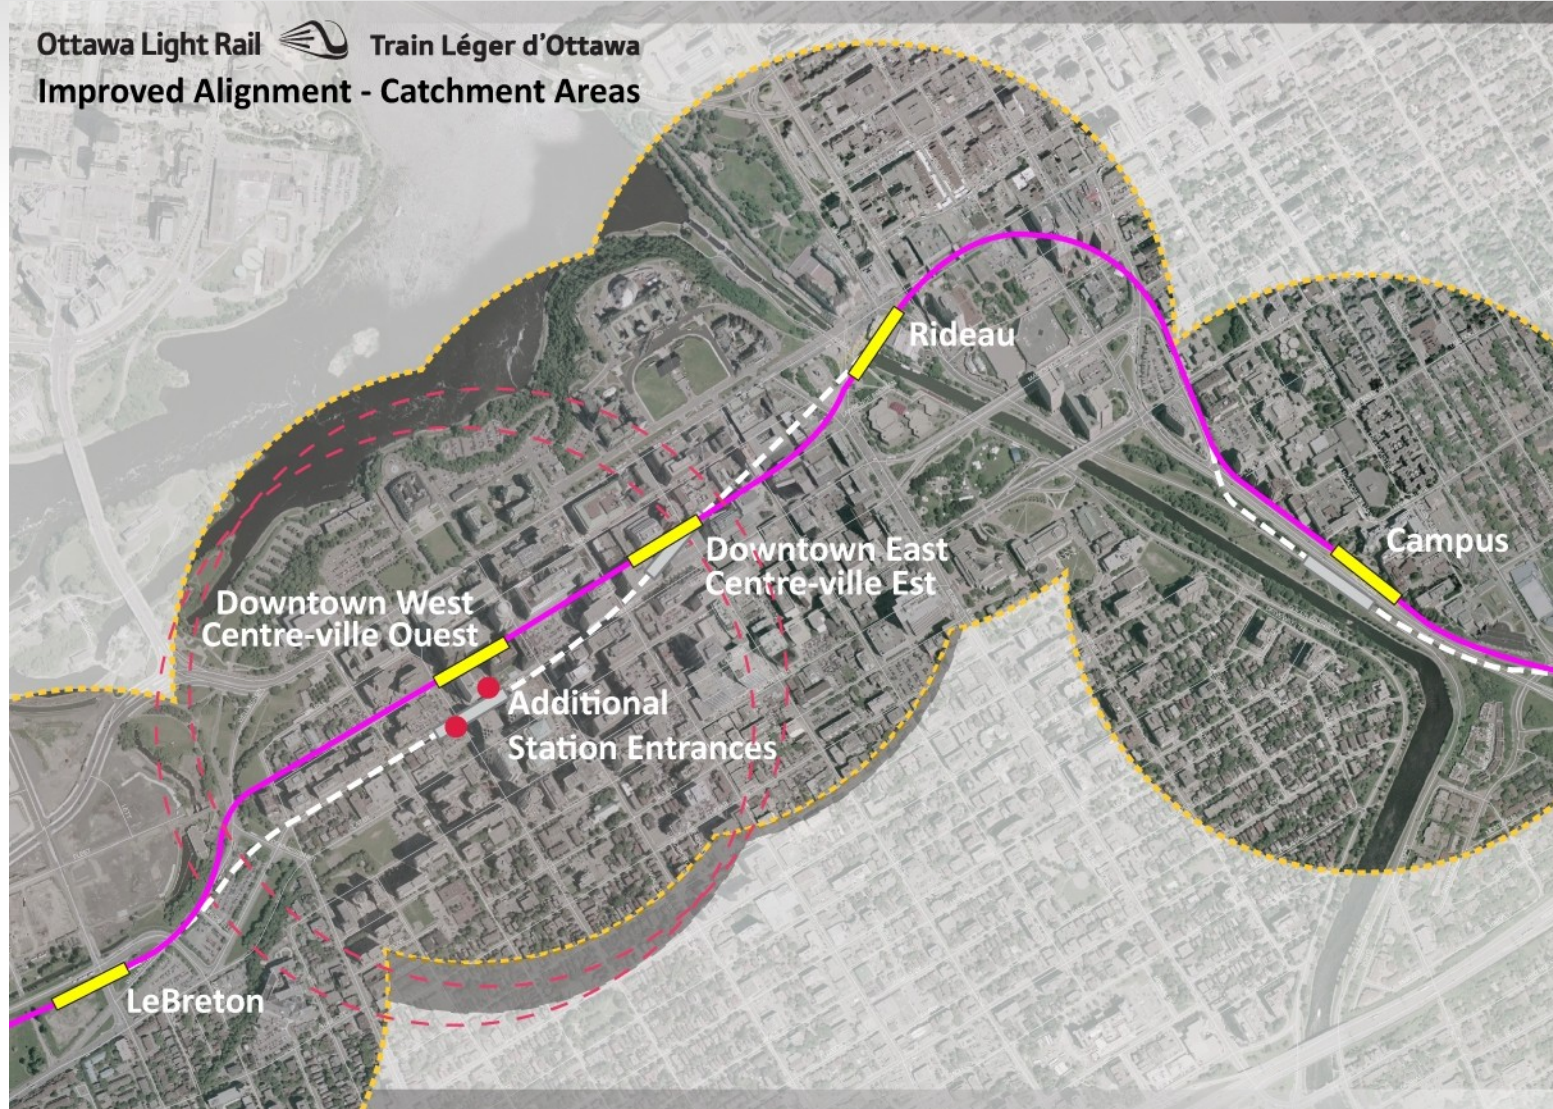 Ottawa Light Rail Train Léger d'Ottawa
Improved Alignment - Catchment Areas
Rideau
Campus
Downtown East
Centre-ville Est
Downtown West
Centre-ville Ouest
Additional
Station Entrances
LeBreton